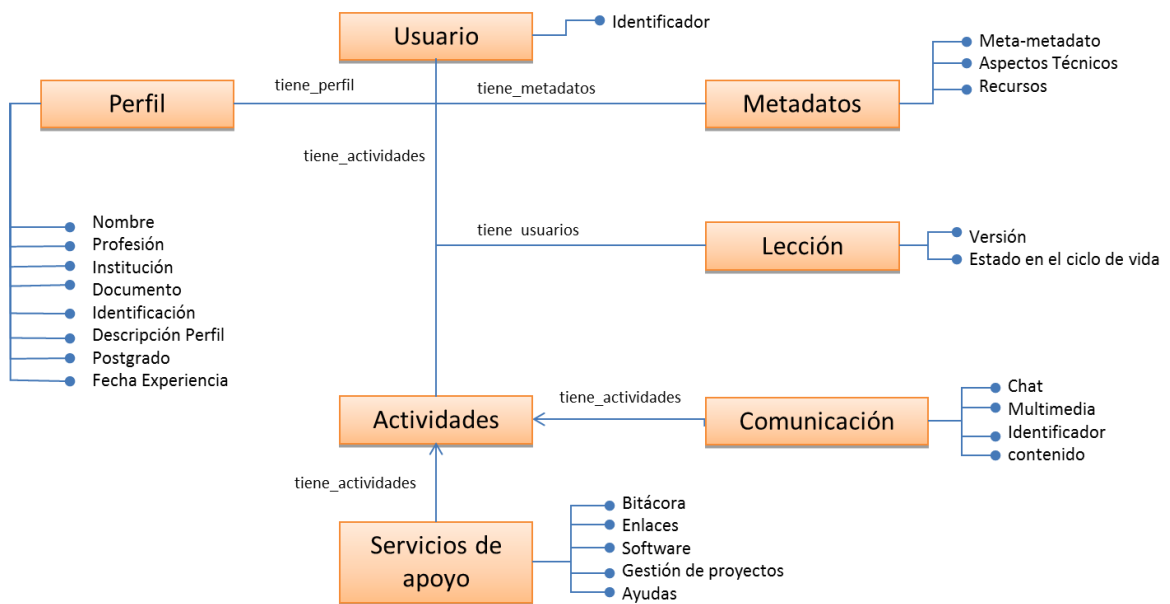 Usuario
Identificador
Perfil
tiene_perfil
tiene_metadatos
Metadatos
Meta-metadato
Aspectos Técnicos
Recursos
tiene_actividades
Nombre
Profesión
Institución
Documento
Identificación
Descripción Perfil
Postgrado
Fecha Experiencia
tiene usuarios
Lección
Versión
Estado en el ciclo de vida
Actividades
tiene_actividades
Comunicación
Chat
Multimedia
Identificador
contenido
tiene_actividades
Servicios de
apoyo
Bitácora
Enlaces
Software
Gestión de proyectos
Ayudas